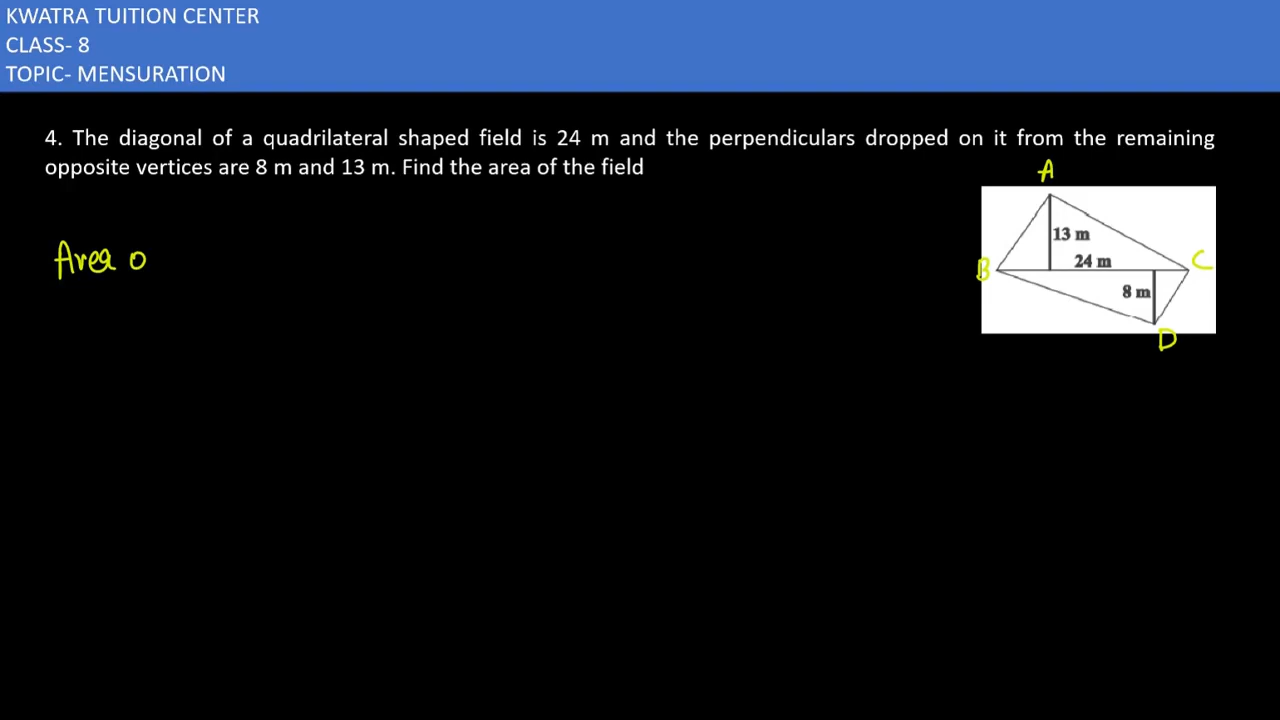 KWATRA TUITION CENTER
CLASS- 8
TOPIC- MENSURATION
4. The diagonal of a quadrilateral shaped field is 24 m and the perpendiculars dropped on it from the remaining
opposite vertices are 8 m and 13 m. Find the area of the field
A
13 m
Area o
B
24 m
C
8 m
D